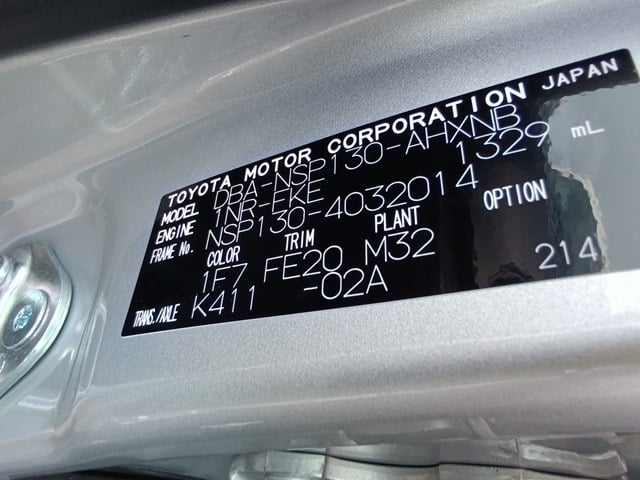 TOYOTA MOTOR CORPORATION JAPAN
MODEL DBA-NSP130-AHXNB
ENGINE 1NR-FKE 1329 mL
FRAME No. NSP130-4032014
COLOR TRIM PLANT OPTION
1F7 FE20 M32
TRANS./AXLE K411 -02A 214